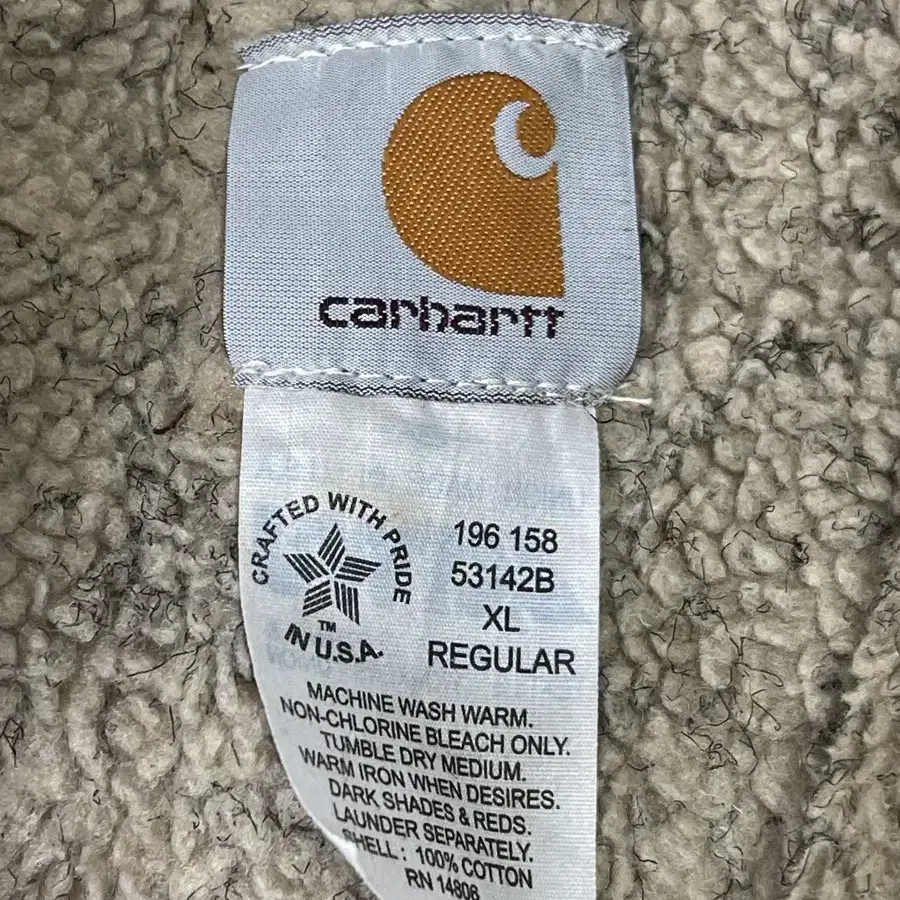 carhartt
CRAFTED WITH PRIDE
TM
IN U.S.A.
196 158
53142B
XL
REGULAR
MACHINE WASH WARM.
NON-CHLORINE BLEACH ONLY.
TUMBLE DRY MEDIUM.
WARM IRON WHEN DESIRES.
DARK SHADES & REDS.
LAUNDER SEPARATELY.
SHELL: 100% COTTON
RN 14806